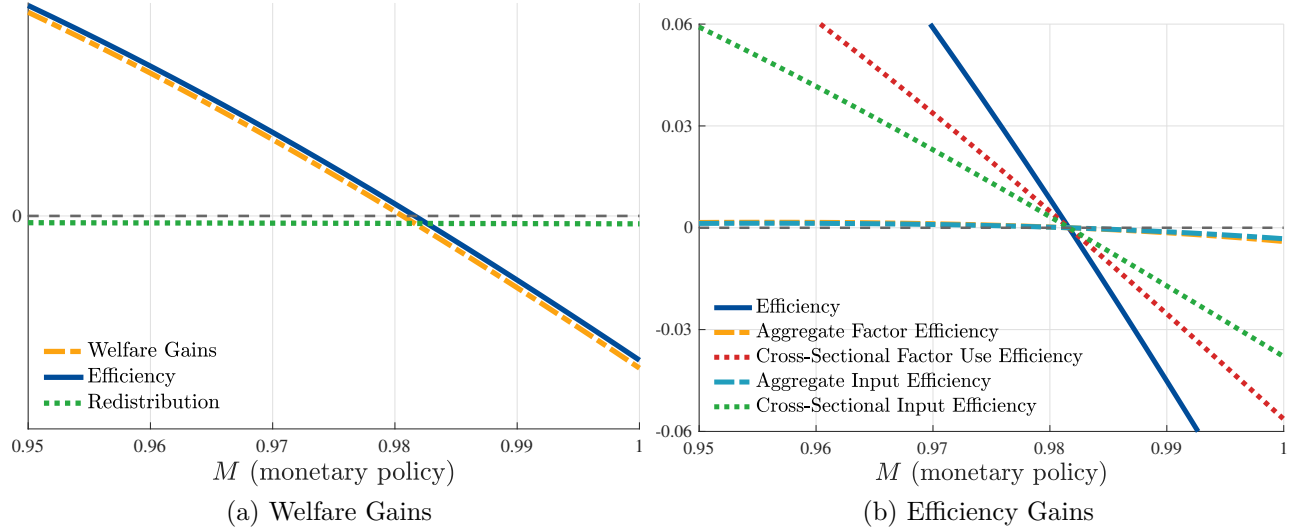 0
0.95
0.96
0.97
0.98
0.99
1
Welfare Gains
Efficiency
Redistribution
M (monetary policy)
(a) Welfare Gains
0.06
0.03
0
-0.03
-0.06
0.95
0.96
0.97
0.98
0.99
1
Efficiency
Aggregate Factor Efficiency
Cross-Sectional Factor Use Efficiency
Aggregate Input Efficiency
Cross-Sectional Input Efficiency
M (monetary policy)
(b) Efficiency Gains